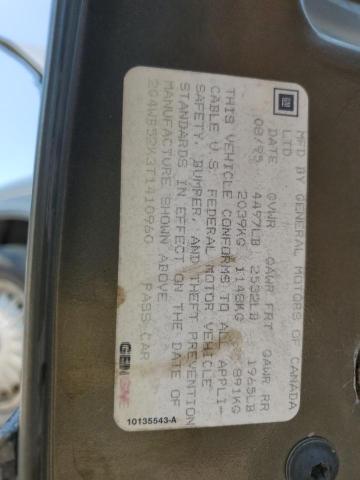 GM
MFD BY GENERAL MOTORS OF CANADA
LTD
DATE GVWR GAWR FRT GAWR RR
08/95 4497LB 2532LB 1965LB
2039KG 1148KG 891KG
THIS VEHICLE CONFORMS TO ALL APPLI-
CABLE U.S. FEDERAL MOTOR VEHICLE
SAFETY, BUMPER, AND THEFT PREVENTION
STANDARDS IN EFFECT ON THE DATE OF
MANUFACTURE SHOWN ABOVE
2G4WB52K3T1410960 PASS CAR
10135543-A